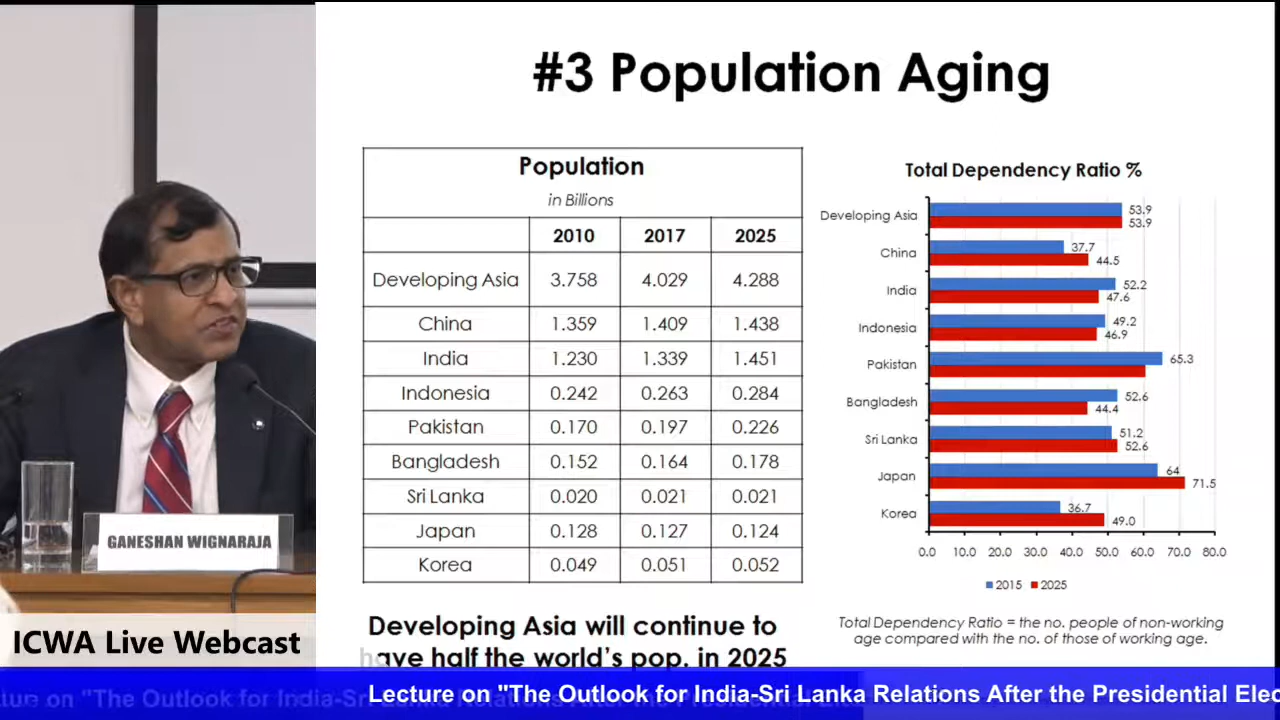 #3 Population Aging
Population
in Billions
2010 2017 2025
Developing Asia 3.758 4.029 4.288
China 1.359 1.409 1.438
India 1.230 1.339 1.451
Indonesia 0.242 0.263 0.284
Pakistan 0.170 0.197 0.226
Bangladesh 0.152 0.164 0.178
Sri Lanka 0.020 0.021 0.021
Japan 0.128 0.127 0.124
Korea 0.049 0.051 0.052
Developing Asia will continue to
have half the world's pop. in 2025
Total Dependency Ratio %
Developing Asia 53.9
53.9
China 37.7
44.5
India 52.2
47.6
Indonesia 49.2
46.9
Pakistan 65.3
Bangladesh 52.6
44.4
Sri Lanka 51.2
52.6
Japan 64
71.5
Korea 36.7
49.0
0.0 10.0 20.0 30.0 40.0 50.0 60.0 70.0 80.0
2015 2025
Total Dependency Ratio = the no. people of non-working
age compared with the no. of those of working age.
GANESHAN WIGNARAJA
ICWA Live Webcast
Lecture on "The Outlook for India-Sri Lanka Relations After the Presidential Elec